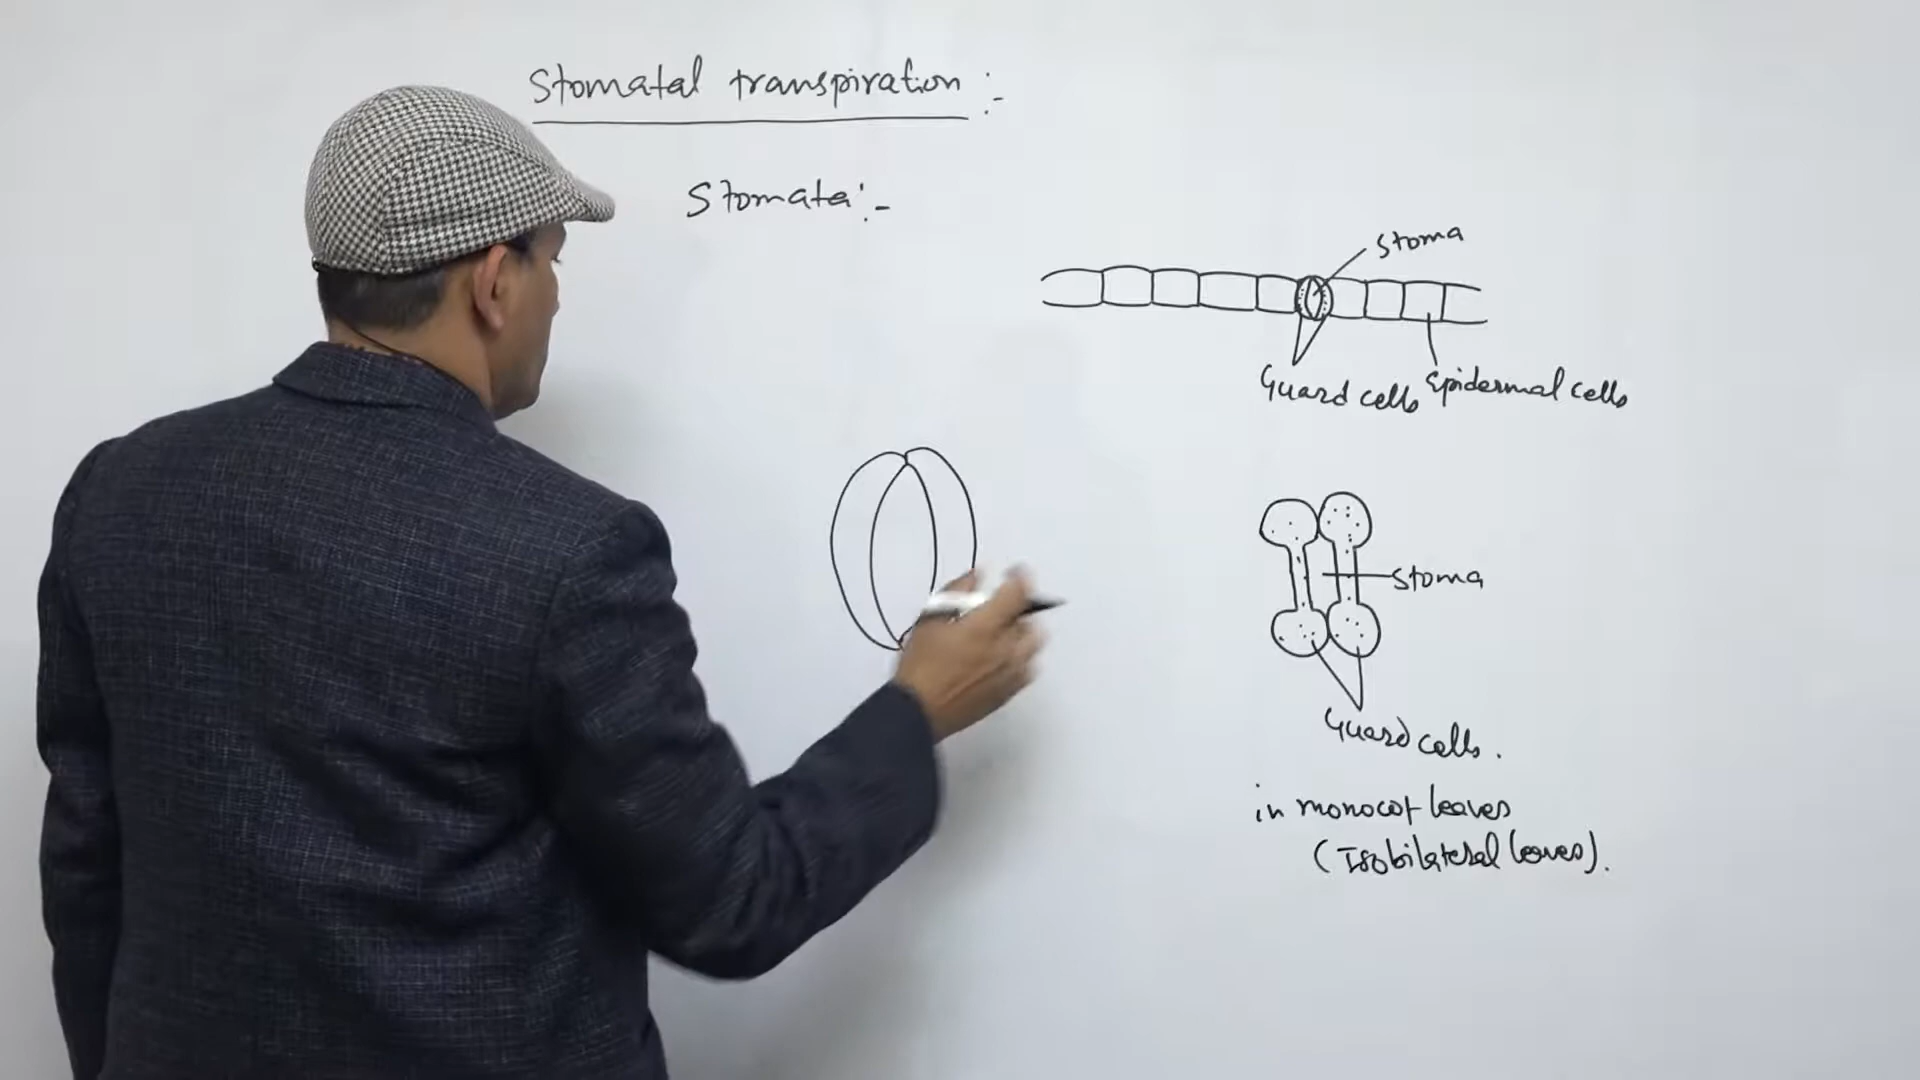 Stomatal transpiration :-
Stomata:-
Stoma
Guard cells
Epidermal cells
Stoma
Guard cells.
in monocot leaves
(Isobilateral leaves).